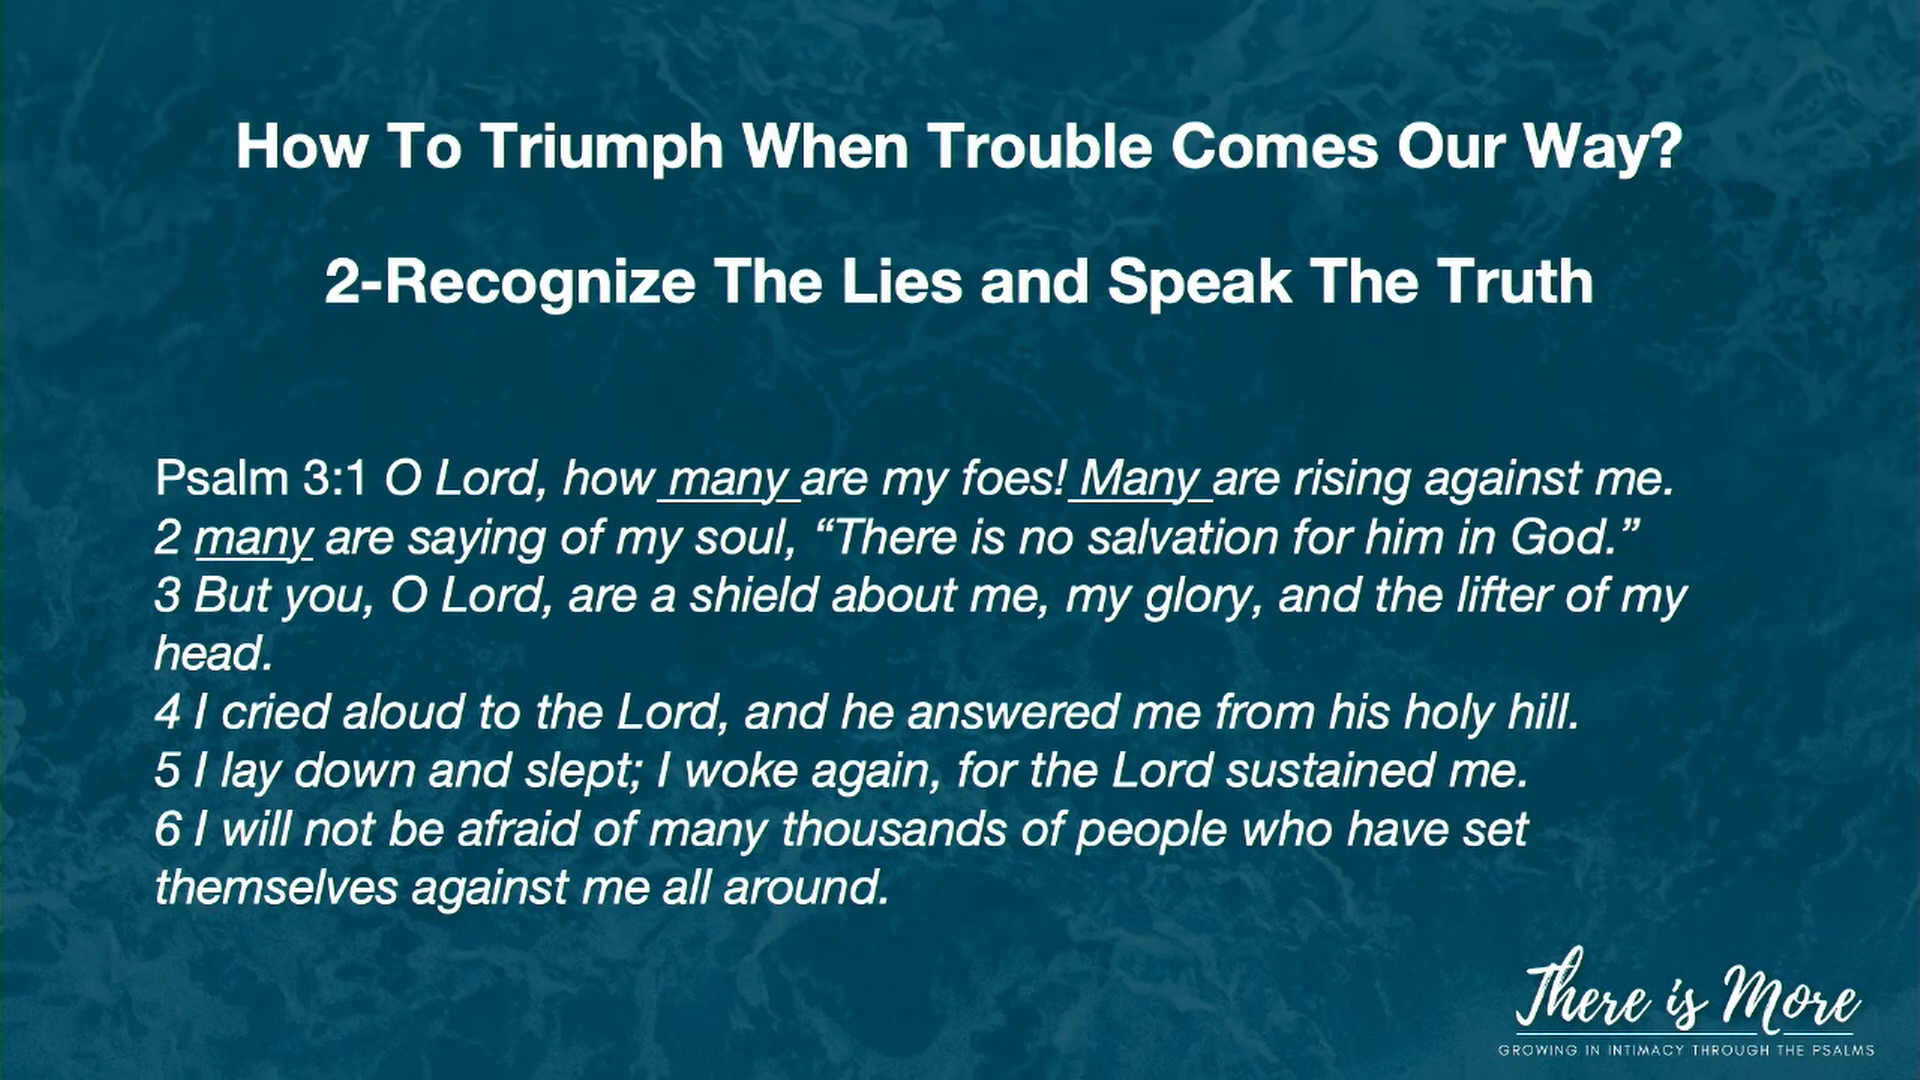 How To Triumph When Trouble Comes Our Way?
2-Recognize The Lies and Speak The Truth
Psalm 3:1 O Lord, how many are my foes! Many are rising against me.
2 many are saying of my soul, “There is no salvation for him in God.”
3 But you, O Lord, are a shield about me, my glory, and the lifter of my
head.
4 I cried aloud to the Lord, and he answered me from his holy hill.
5 I lay down and slept; I woke again, for the Lord sustained me.
6 I will not be afraid of many thousands of people who have set
themselves against me all around.
There is More
GROWING IN INTIMACY THROUGH THE PSALMS